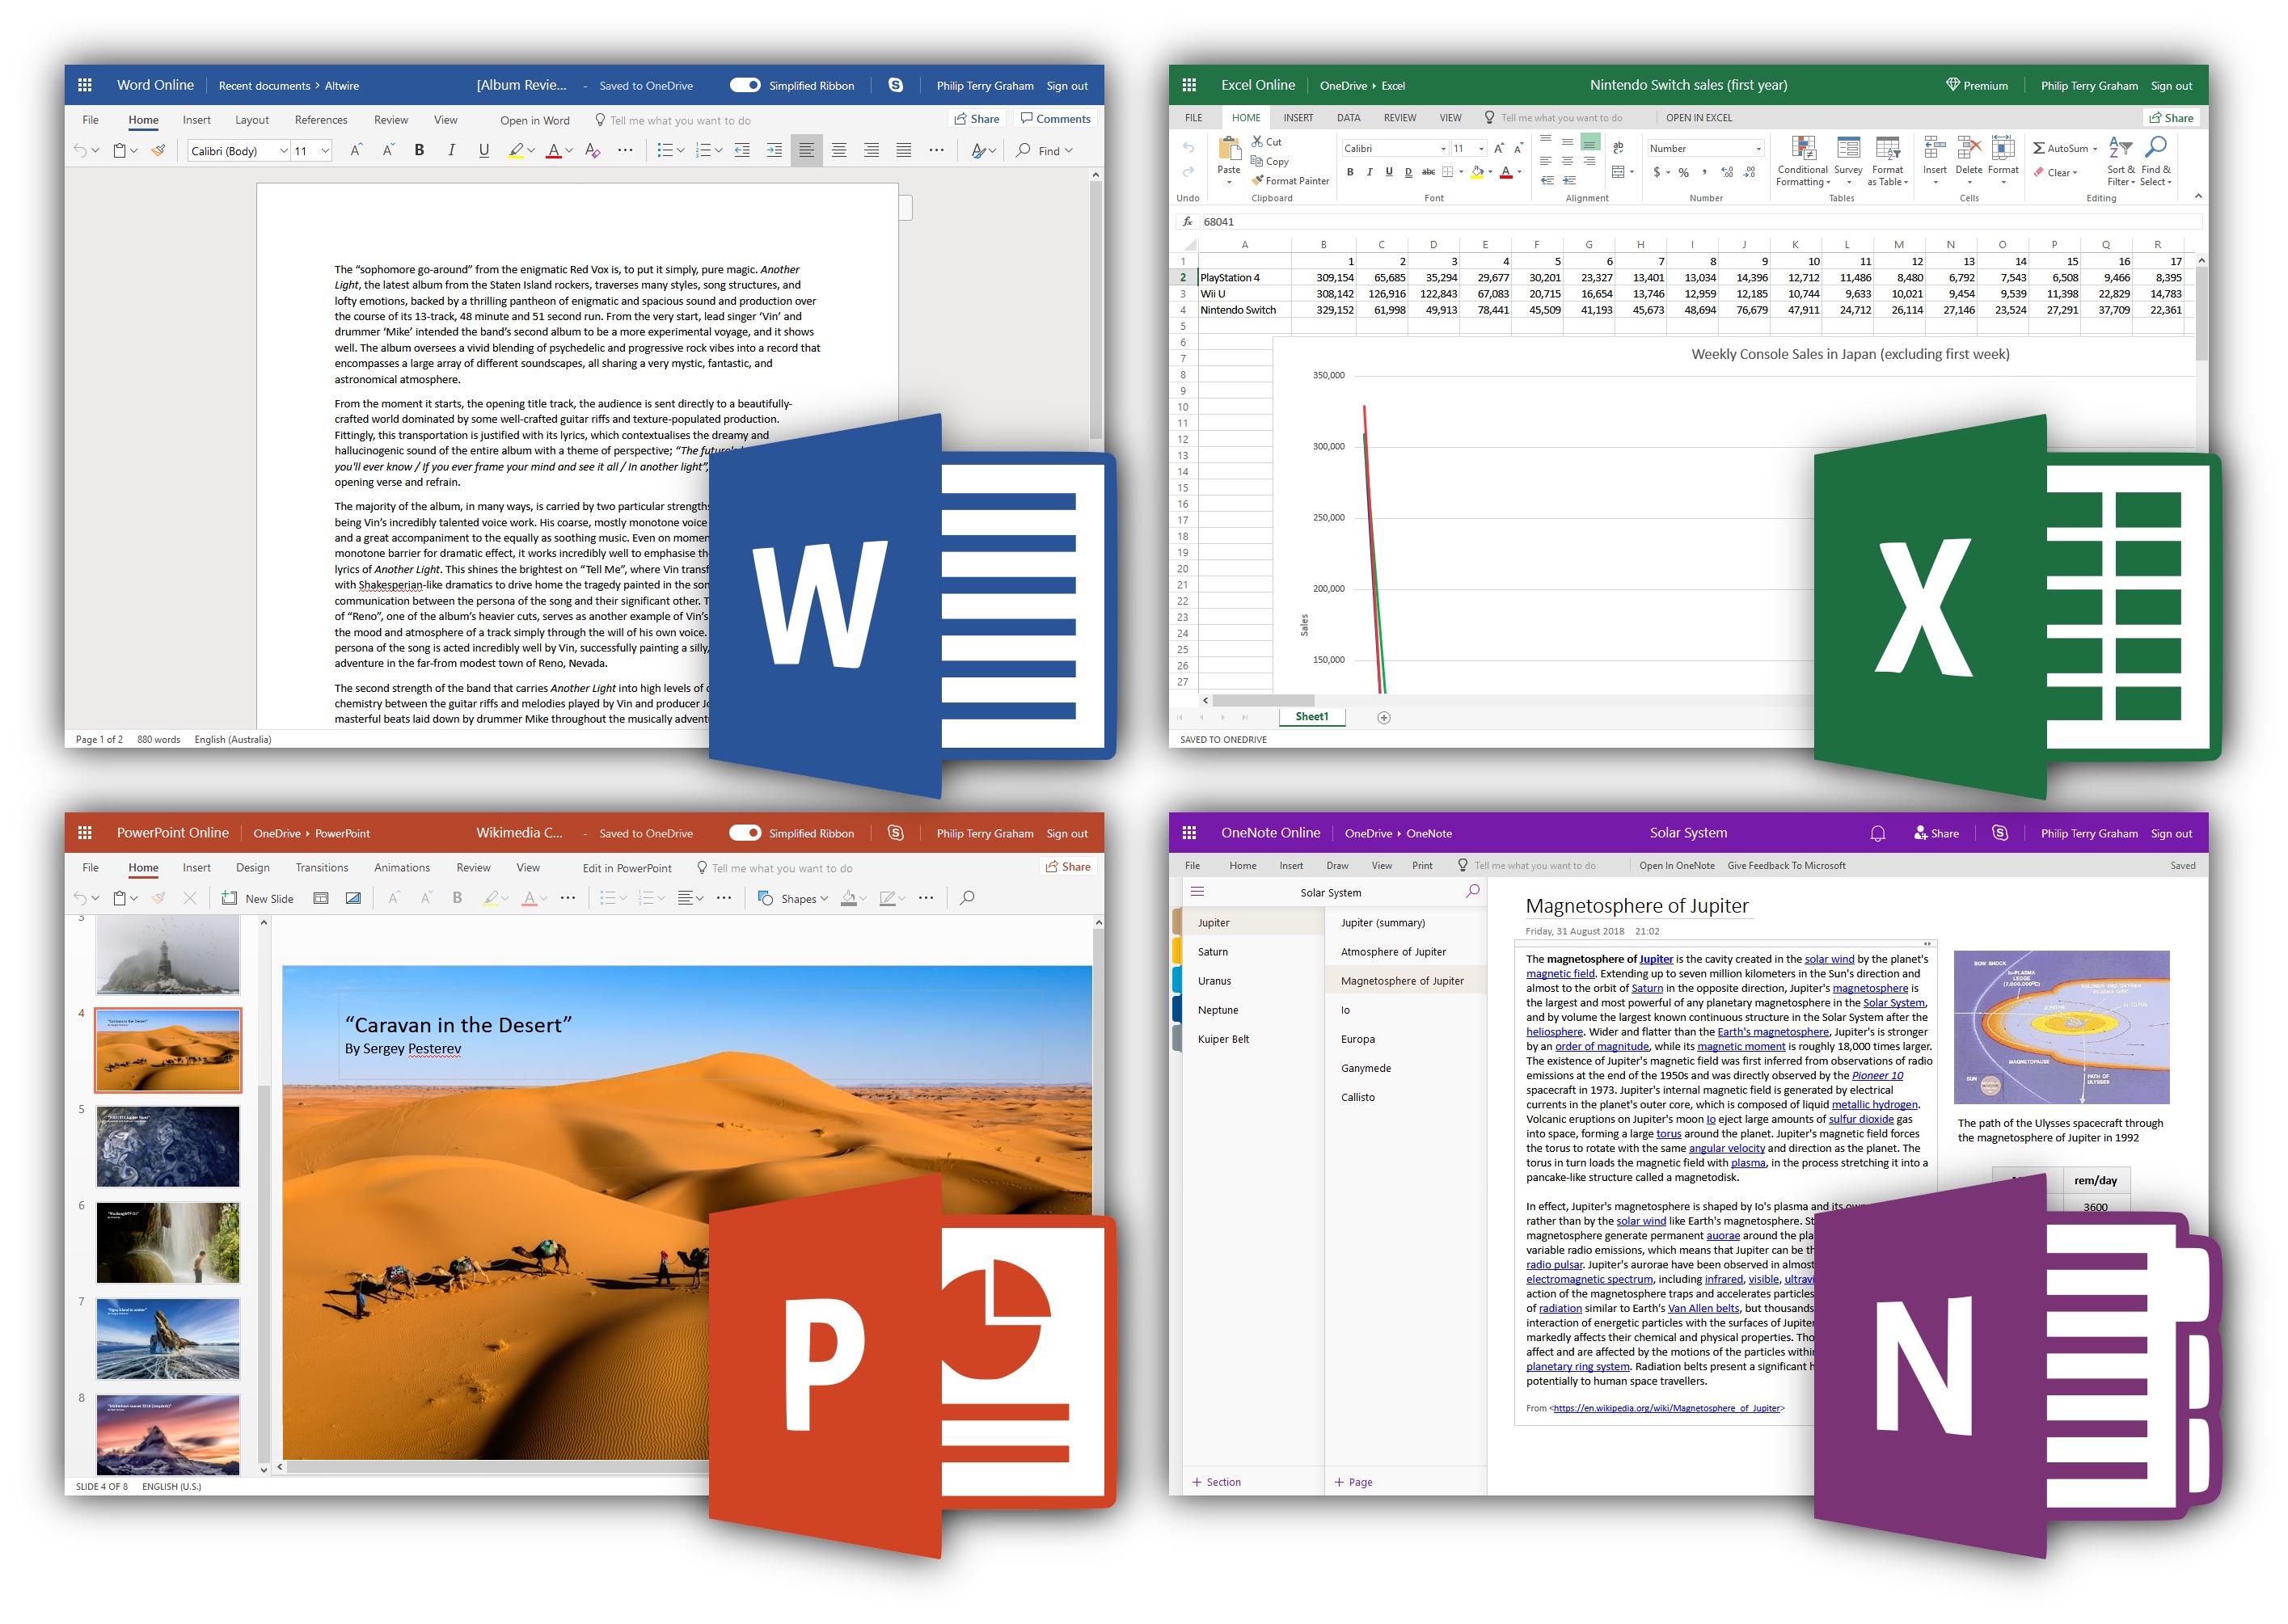 Word Online Recent documents > Altwire [Album Revie... - Saved to OneDrive Simplified Ribbon Philip Terry Graham Sign out
File Home Insert Layout References Review View Open in Word Tell me what you want to do Share Comments
Calibri (Body) 11 B I U Find
The “sophomore go-around” from the enigmatic Red Vox is, to put it simply, pure magic. Another
Light, the latest album from the Staten Island rockers, traverses many styles, song structures, and
lofty emotions, backed by a thrilling pantheon of enigmatic and spacious sound and production over
the course of its 13-track, 48 minute and 51 second run. From the very start, lead singer ‘Vin’ and
drummer ‘Mike’ intended the band’s second album to be a more experimental voyage, and it shows
well. The album oversees a vivid blending of psychedelic and progressive rock vibes into a record that
encompasses a large array of different soundscapes, all sharing a very mystic, fantastic, and
astronomical atmosphere.
From the moment it starts, the opening title track, the audience is sent directly to a beautifully-
crafted world dominated by some well-crafted guitar riffs and texture-populated production.
Fittingly, this transportation is justified with its lyrics, which contextualises the dreamy and
hallucinogenic sound of the entire album with a theme of perspective; “The future's
you'll ever know / If you ever frame your mind and see it all / In another light”,
opening verse and refrain.
The majority of the album, in many ways, is carried by two particular strengths
being Vin’s incredibly talented voice work. His coarse, mostly monotone voice
and a great accompaniment to the equally as soothing music. Even on
monotone barrier for dramatic effect, it works incredibly well to emphasise
lyrics of Another Light. This shines the brightest on “Tell Me”, where Vin
with Shakesperian-like dramatics to drive home the tragedy painted in the
communication between the persona of the song and their significant other.
of “Reno”, one of the album’s heavier cuts, serves as another example of Vin’s
the mood and atmosphere of a track simply through the will of his own voice.
persona of the song is acted incredibly well by Vin, successfully painting a silly,
adventure in the far-from modest town of Reno, Nevada.
The second strength of the band that carries Another Light into high levels of
chemistry between the guitar riffs and melodies played by Vin and producer
masterful beats laid down by drummer Mike throughout the musically
Page 1 of 2 880 words English (Australia)
W
Excel Online OneDrive ▸ Excel Nintendo Switch sales (first year) Premium Philip Terry Graham Sign out
FILE HOME INSERT DATA REVIEW VIEW Tell me what you want to do OPEN IN EXCEL Share
Cut
Copy
Format Painter
Paste
Calibri 11
B I U D abc
Number
$ % ,
Conditional Formatting Survey Format as Table
Insert Delete Format
AutoSum
Clear
Sort & Filter Find & Select
Undo Clipboard Font Alignment Number Tables Cells Editing
fx 68041
A B C D E F G H I J K L M N O P Q R
1 1 2 3 4 5 6 7 8 9 10 11 12 13 14 15 16 17
2 PlayStation 4 309,154 65,685 35,294 29,677 30,201 23,327 13,401 13,034 14,396 12,712 11,486 8,480 6,792 7,543 6,508 9,466 8,395
3 Wii U 308,142 126,916 122,843 67,083 20,715 16,654 13,746 12,959 12,185 10,744 9,633 10,021 9,454 9,539 11,398 22,829 14,783
4 Nintendo Switch 329,152 61,998 49,913 78,441 45,509 41,193 45,673 48,694 76,679 47,911 24,712 26,114 27,146 23,524 27,291 37,709 22,361
5
6
7
8
9
10
11
12
13
14
15
16
17
18
19
20
21
22
23
24
25
26
27
Weekly Console Sales in Japan (excluding first week)
350,000
300,000
250,000
200,000
150,000
Sales
Sheet1
SAVED TO ONEDRIVE
X
PowerPoint Online OneDrive ▸ PowerPoint Wikimedia C... - Saved to OneDrive Simplified Ribbon Philip Terry Graham Sign out
File Home Insert Design Transitions Animations Review View Edit in PowerPoint Tell me what you want to do Share
New Slide B Shapes
3
4
5
6
7
8
“Caravan in the Desert”
By Sergey Pesterev
SLIDE 4 OF 8 ENGLISH (U.S.)
P
OneNote Online OneDrive ▸ OneNote Solar System Share Philip Terry Graham Sign out
File Home Insert Draw View Print Tell me what you want to do Open In OneNote Give Feedback To Microsoft Saved
Solar System
Jupiter
Saturn
Uranus
Neptune
Kuiper Belt
Jupiter (summary)
Atmosphere of Jupiter
Magnetosphere of Jupiter
Io
Europa
Ganymede
Callisto
+ Section
+ Page
Magnetosphere of Jupiter
Friday, 31 August 2018 21:02
The magnetosphere of Jupiter is the cavity created in the solar wind by the planet's
magnetic field. Extending up to seven million kilometers in the Sun's direction and
almost to the orbit of Saturn in the opposite direction, Jupiter's magnetosphere is
the largest and most powerful of any planetary magnetosphere in the Solar System,
and by volume the largest known continuous structure in the Solar System after the
heliosphere. Wider and flatter than the Earth's magnetosphere, Jupiter's is stronger
by an order of magnitude, while its magnetic moment is roughly 18,000 times larger.
The existence of Jupiter's magnetic field was first inferred from observations of radio
emissions at the end of the 1950s and was directly observed by the Pioneer 10
spacecraft in 1973. Jupiter's internal magnetic field is generated by electrical
currents in the planet's outer core, which is composed of liquid metallic hydrogen.
Volcanic eruptions on Jupiter's moon Io eject large amounts of sulfur dioxide gas
into space, forming a large torus around the planet. Jupiter's magnetic field forces
the torus to rotate with the same angular velocity and direction as the planet. The
torus in turn loads the magnetic field with plasma, in the process stretching it into a
pancake-like structure called a magnetodisk.
In effect, Jupiter's magnetosphere is shaped by Io's plasma and its own
rather than by the solar wind like Earth's magnetosphere.
magnetosphere generate permanent auorae around the
variable radio emissions, which means that Jupiter can be
radio pulsar. Jupiter's aurorae have been observed in almost
electromagnetic spectrum, including infrared, visible,
action of the magnetosphere traps and accelerates particles
of radiation similar to Earth's Van Allen belts, but thousands
interaction of energetic particles with the surfaces of Jupiter
markedly affects their chemical and physical properties.
affect and are affected by the motions of the particles within
planetary ring system. Radiation belts present a significant
potentially to human space travellers.
From <https://en.wikipedia.org/wiki/Magnetosphere_of_Jupiter>
BOW SHOCK
Io-PLASMA
LEDGE
MAGNETOPAUSE
SUN
PATH OF
ULYSSES
The path of the Ulysses spacecraft through
the magnetosphere of Jupiter in 1992
rem/day
3600
N